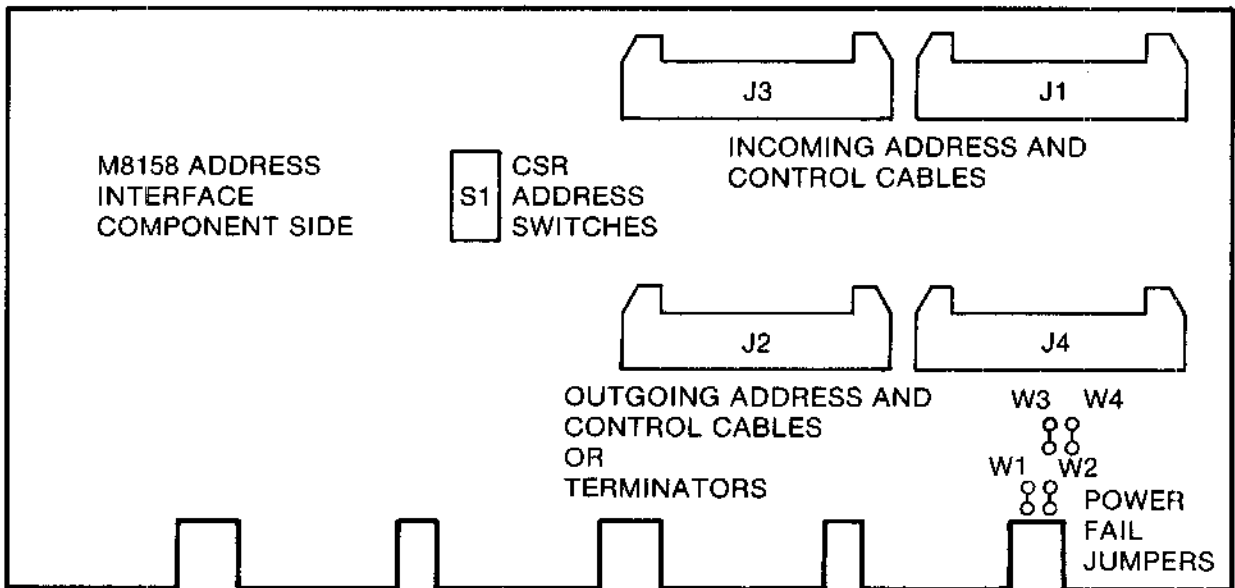 J3
J1
INCOMING ADDRESS AND
CONTROL CABLES
M8158 ADDRESS
INTERFACE
COMPONENT SIDE
S1
CSR
ADDRESS
SWITCHES
J2
J4
OUTGOING ADDRESS AND
CONTROL CABLES
OR
TERMINATORS
W3 W4
W1 W2
POWER
FAIL
JUMPERS